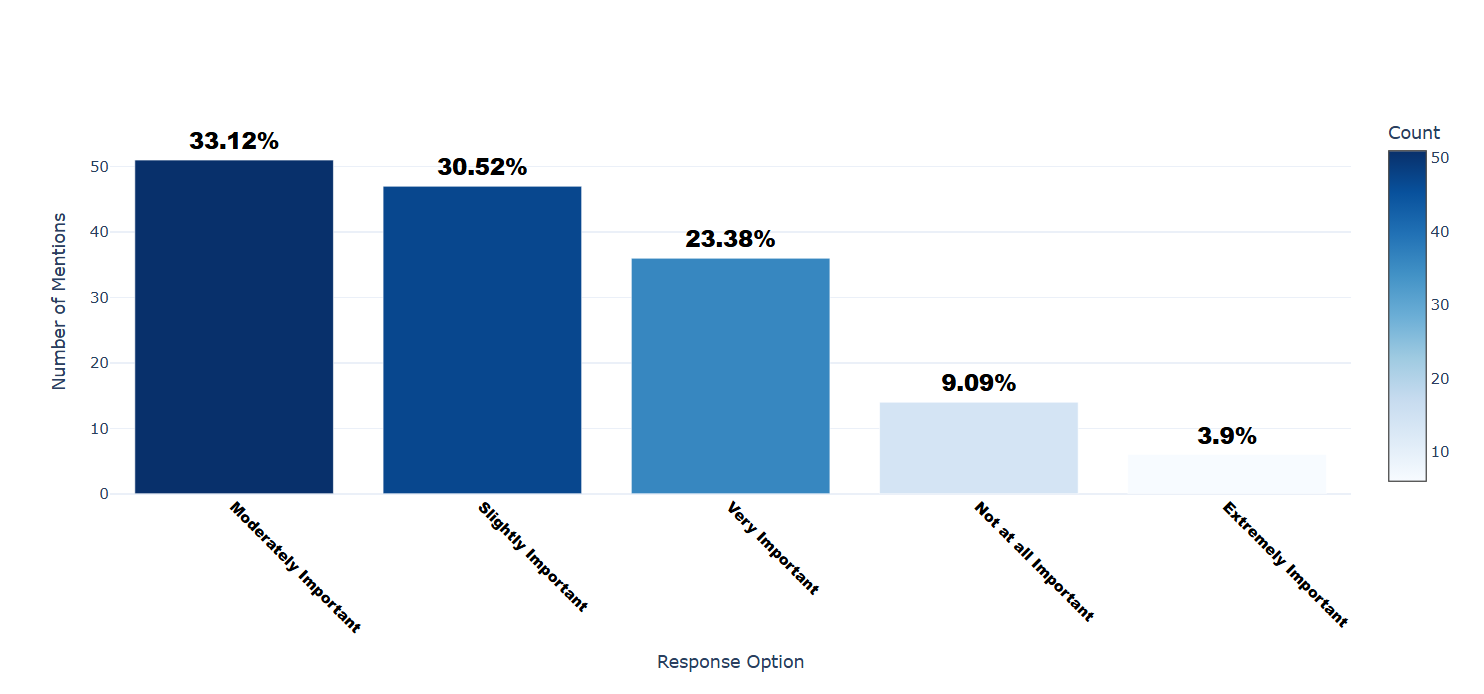 33.12%
30.52%
23.38%
9.09%
3.9%
Number of Mentions
50
40
30
20
10
0
Moderately Important
Slightly Important
Very Important
Not at all Important
Extremely Important
Response Option
Count
50
40
30
20
10